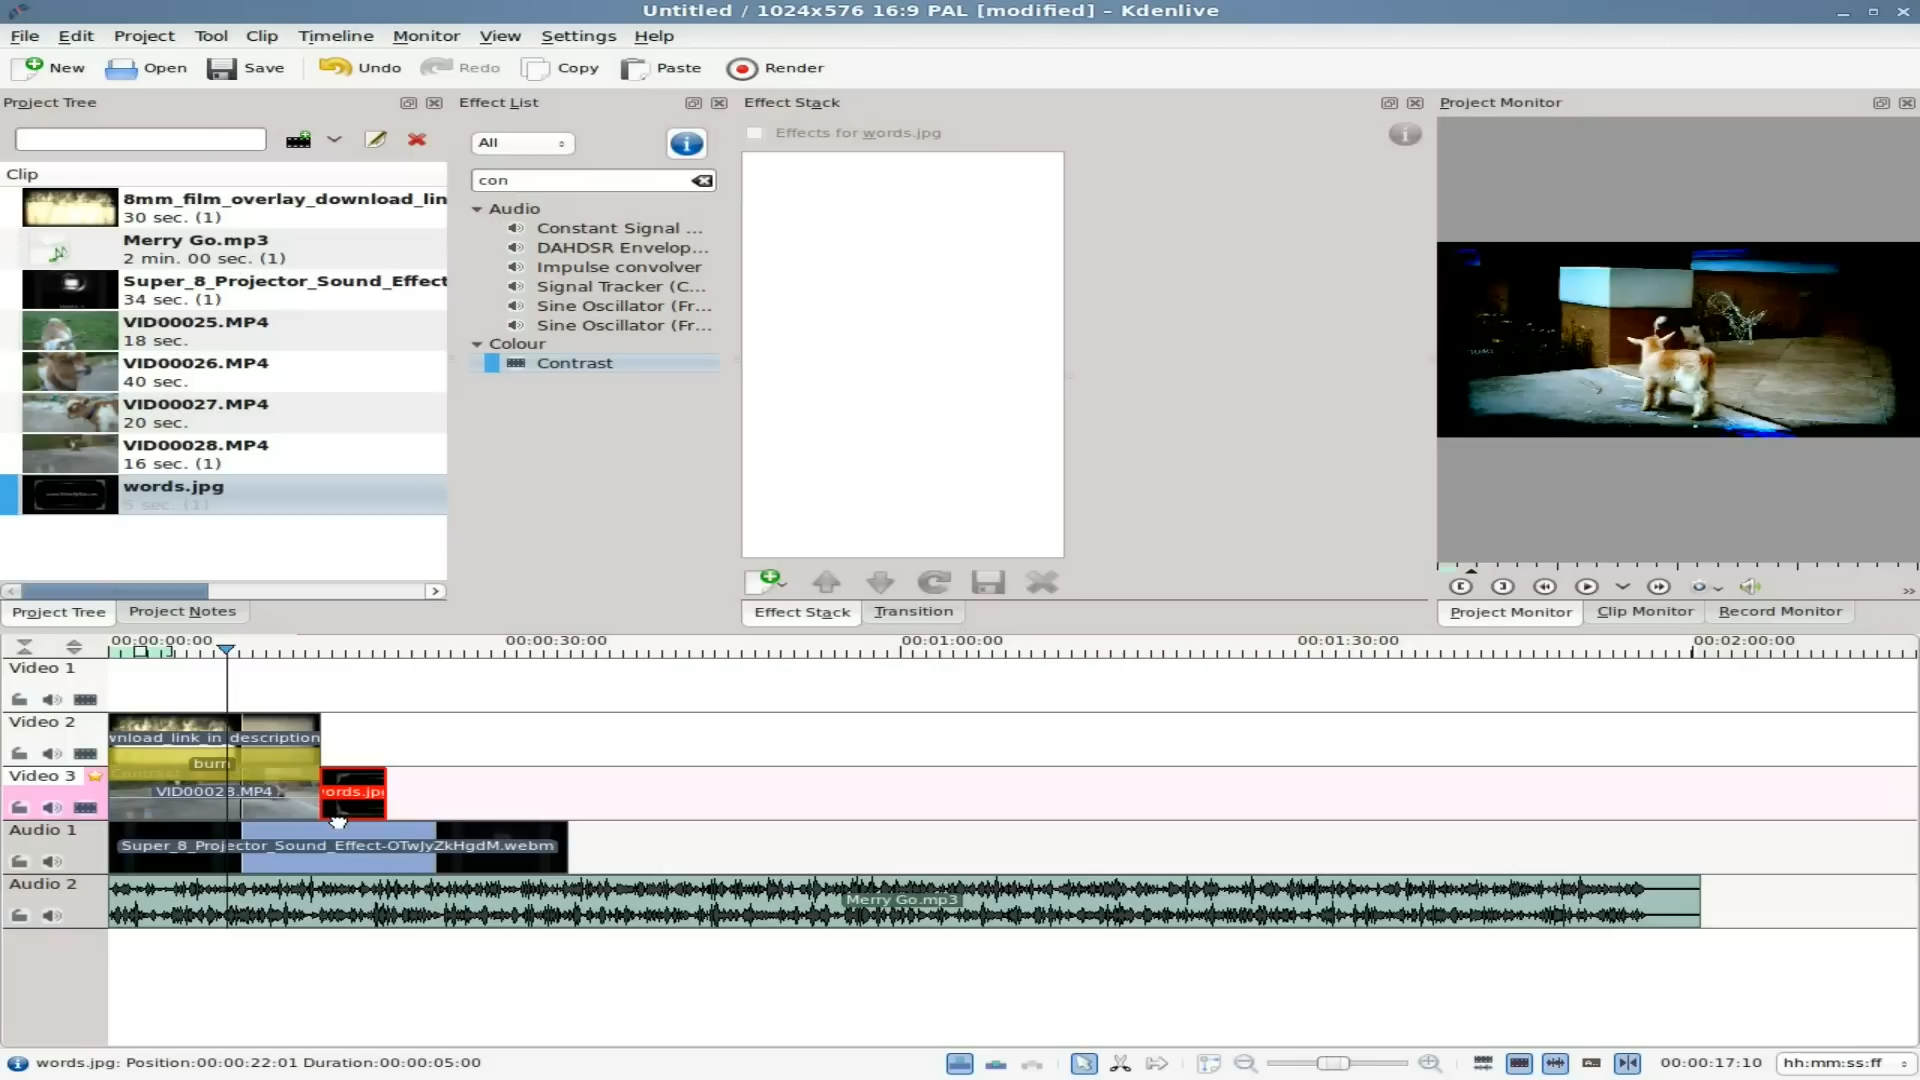 Untitled / 1024x576 16:9 PAL [modified] – Kdenlive
File Edit Project Tool Clip Timeline Monitor View Settings Help
New Open Save Undo Redo Copy Paste Render
Project Tree
Clip
8mm_film_overlay_download_lin
30 sec. (1)
Merry Go.mp3
2 min. 00 sec. (1)
Super_8_Projector_Sound_Effect
34 sec. (1)
VID00025.MP4
18 sec.
VID00026.MP4
40 sec.
VID00027.MP4
20 sec.
VID00028.MP4
16 sec. (1)
words.jpg
5 sec. (1)
Project Tree Project Notes
Effect List
All
con
Audio
Constant Signal ...
DAHDSR Envelop...
Impulse convolver
Signal Tracker (C...
Sine Oscillator (Fr...
Sine Oscillator (Fr...
Colour
Contrast
Effect Stack
Effects for words.jpg
Effect Stack Transition
Project Monitor
Project Monitor Clip Monitor Record Monitor
00:00:00:00 00:00:30:00 00:01:00:00 00:01:30:00 00:02:00:00
Video 1
Video 2
wnload_link_in_description
burn
Video 3
VID00028.MP4
words.jp
Audio 1
Super_8_Projector_Sound_Effect-OTwJyZkHgdM.webm
Audio 2
Merry Go.mp3
words.jpg: Position:00:00:22:01 Duration:00:00:05:00
00:00:17:10 hh:mm:ss:ff